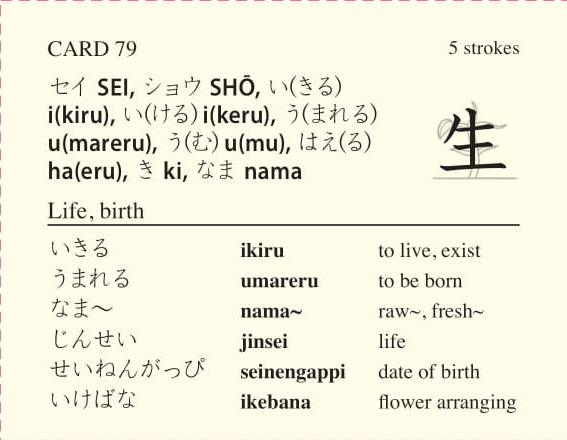 CARD 79
5 strokes
セイ SEI, ショウ SHŌ, い(きる)
i(kiru), い(ける) i(keru), う(まれる)
u(mareru), う(む) u(mu), はえ(る)
ha(eru), き ki, なま nama
生
Life, birth
いきる ikiru to live, exist
うまれる umareru to be born
なま〜 nama~ raw~, fresh~
じんせい jinsei life
せいねんがっぴ seinengappi date of birth
いけばな ikebana flower arranging